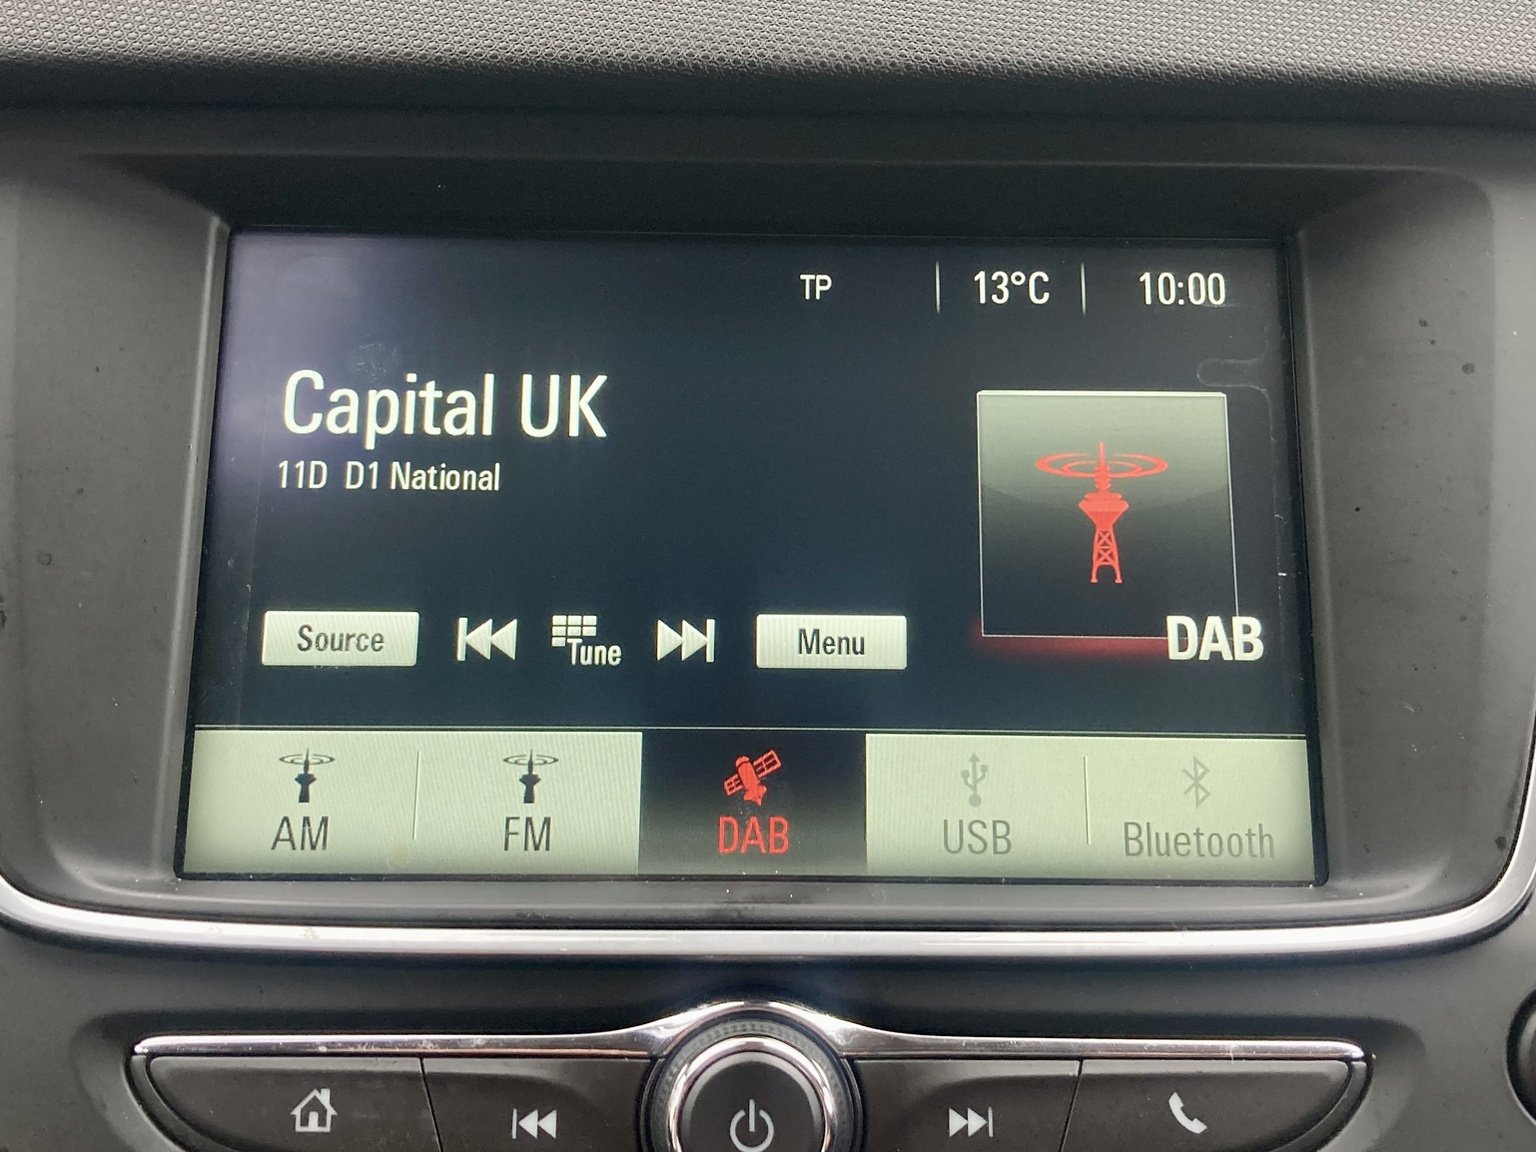 TP 13°C 10:00
Capital UK
11D D1 National
Source Tune Menu
DAB
AM FM DAB USB Bluetooth